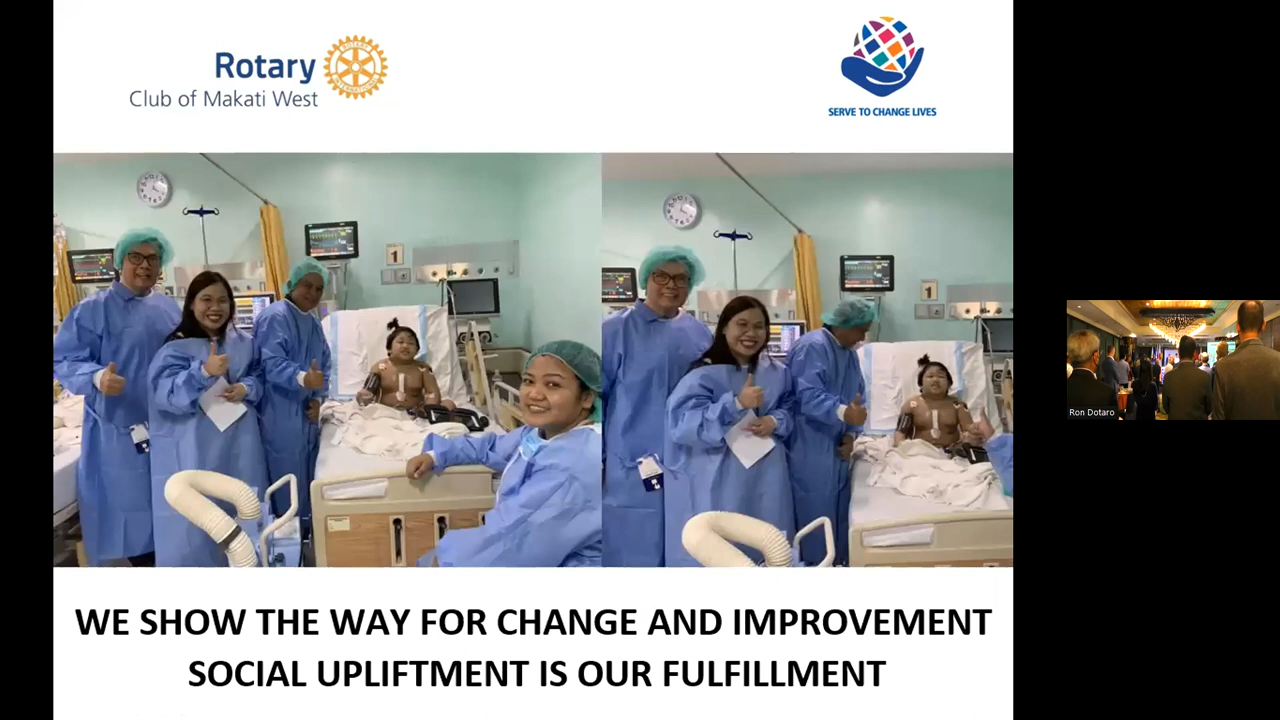 Rotary
Club of Makati West
SERVE TO CHANGE LIVES
1
1
Ron Dotaro
WE SHOW THE WAY FOR CHANGE AND IMPROVEMENT
SOCIAL UPLIFTMENT IS OUR FULFILLMENT